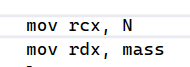 mov rcx, N
mov rdx, mass